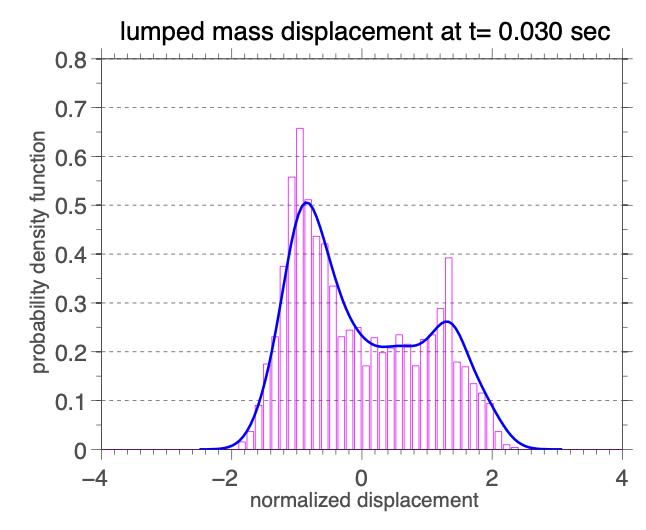 lumped mass displacement at t= 0.030 sec
probability density function
0.8
0.7
0.6
0.5
0.4
0.3
0.2
0.1
0
−4 −2 0 2 4
normalized displacement